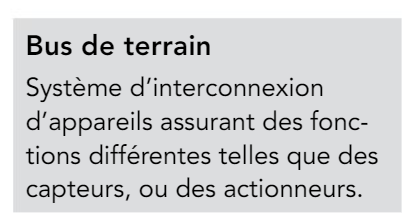 Bus de terrain
Système d’interconnexion
d’appareils assurant des fonc-
tions différentes telles que des
capteurs, ou des actionneurs.